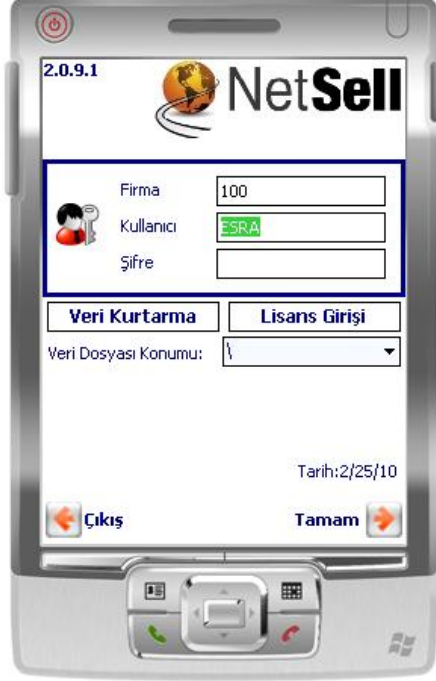 2.0.9.1
NetSell
Firma 100
Kullanıcı ESRA
Şifre
Veri Kurtarma Lisans Girişi
Veri Dosyası Konumu: \
Tarih:2/25/10
Çıkış Tamam